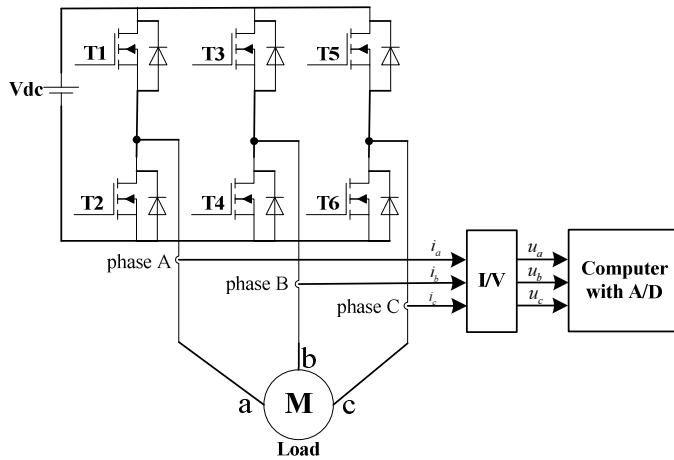 T1
T3
T5
Vdc
T2
T4
T6
phase A
i_a
u_a
phase B
i_b
I/V
u_b
Computer
with A/D
phase C
i_c
u_c
b
a
M
c
Load